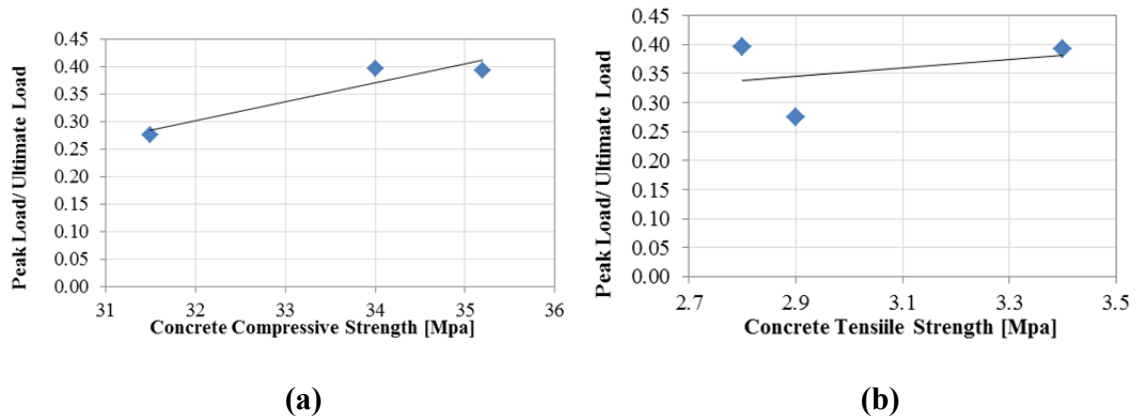 0.45
0.40
0.35
0.30
0.25
0.20
0.15
0.10
0.05
0.00
Peak Load/ Ultimate Load
31 32 33 34 35 36
Concrete Compressive Strength [Mpa]
(a)
0.45
0.40
0.35
0.30
0.25
0.20
0.15
0.10
0.05
0.00
Peak Load/ Ultimate Load
2.7 2.9 3.1 3.3 3.5
Concrete Tensiile Strength [Mpa]
(b)